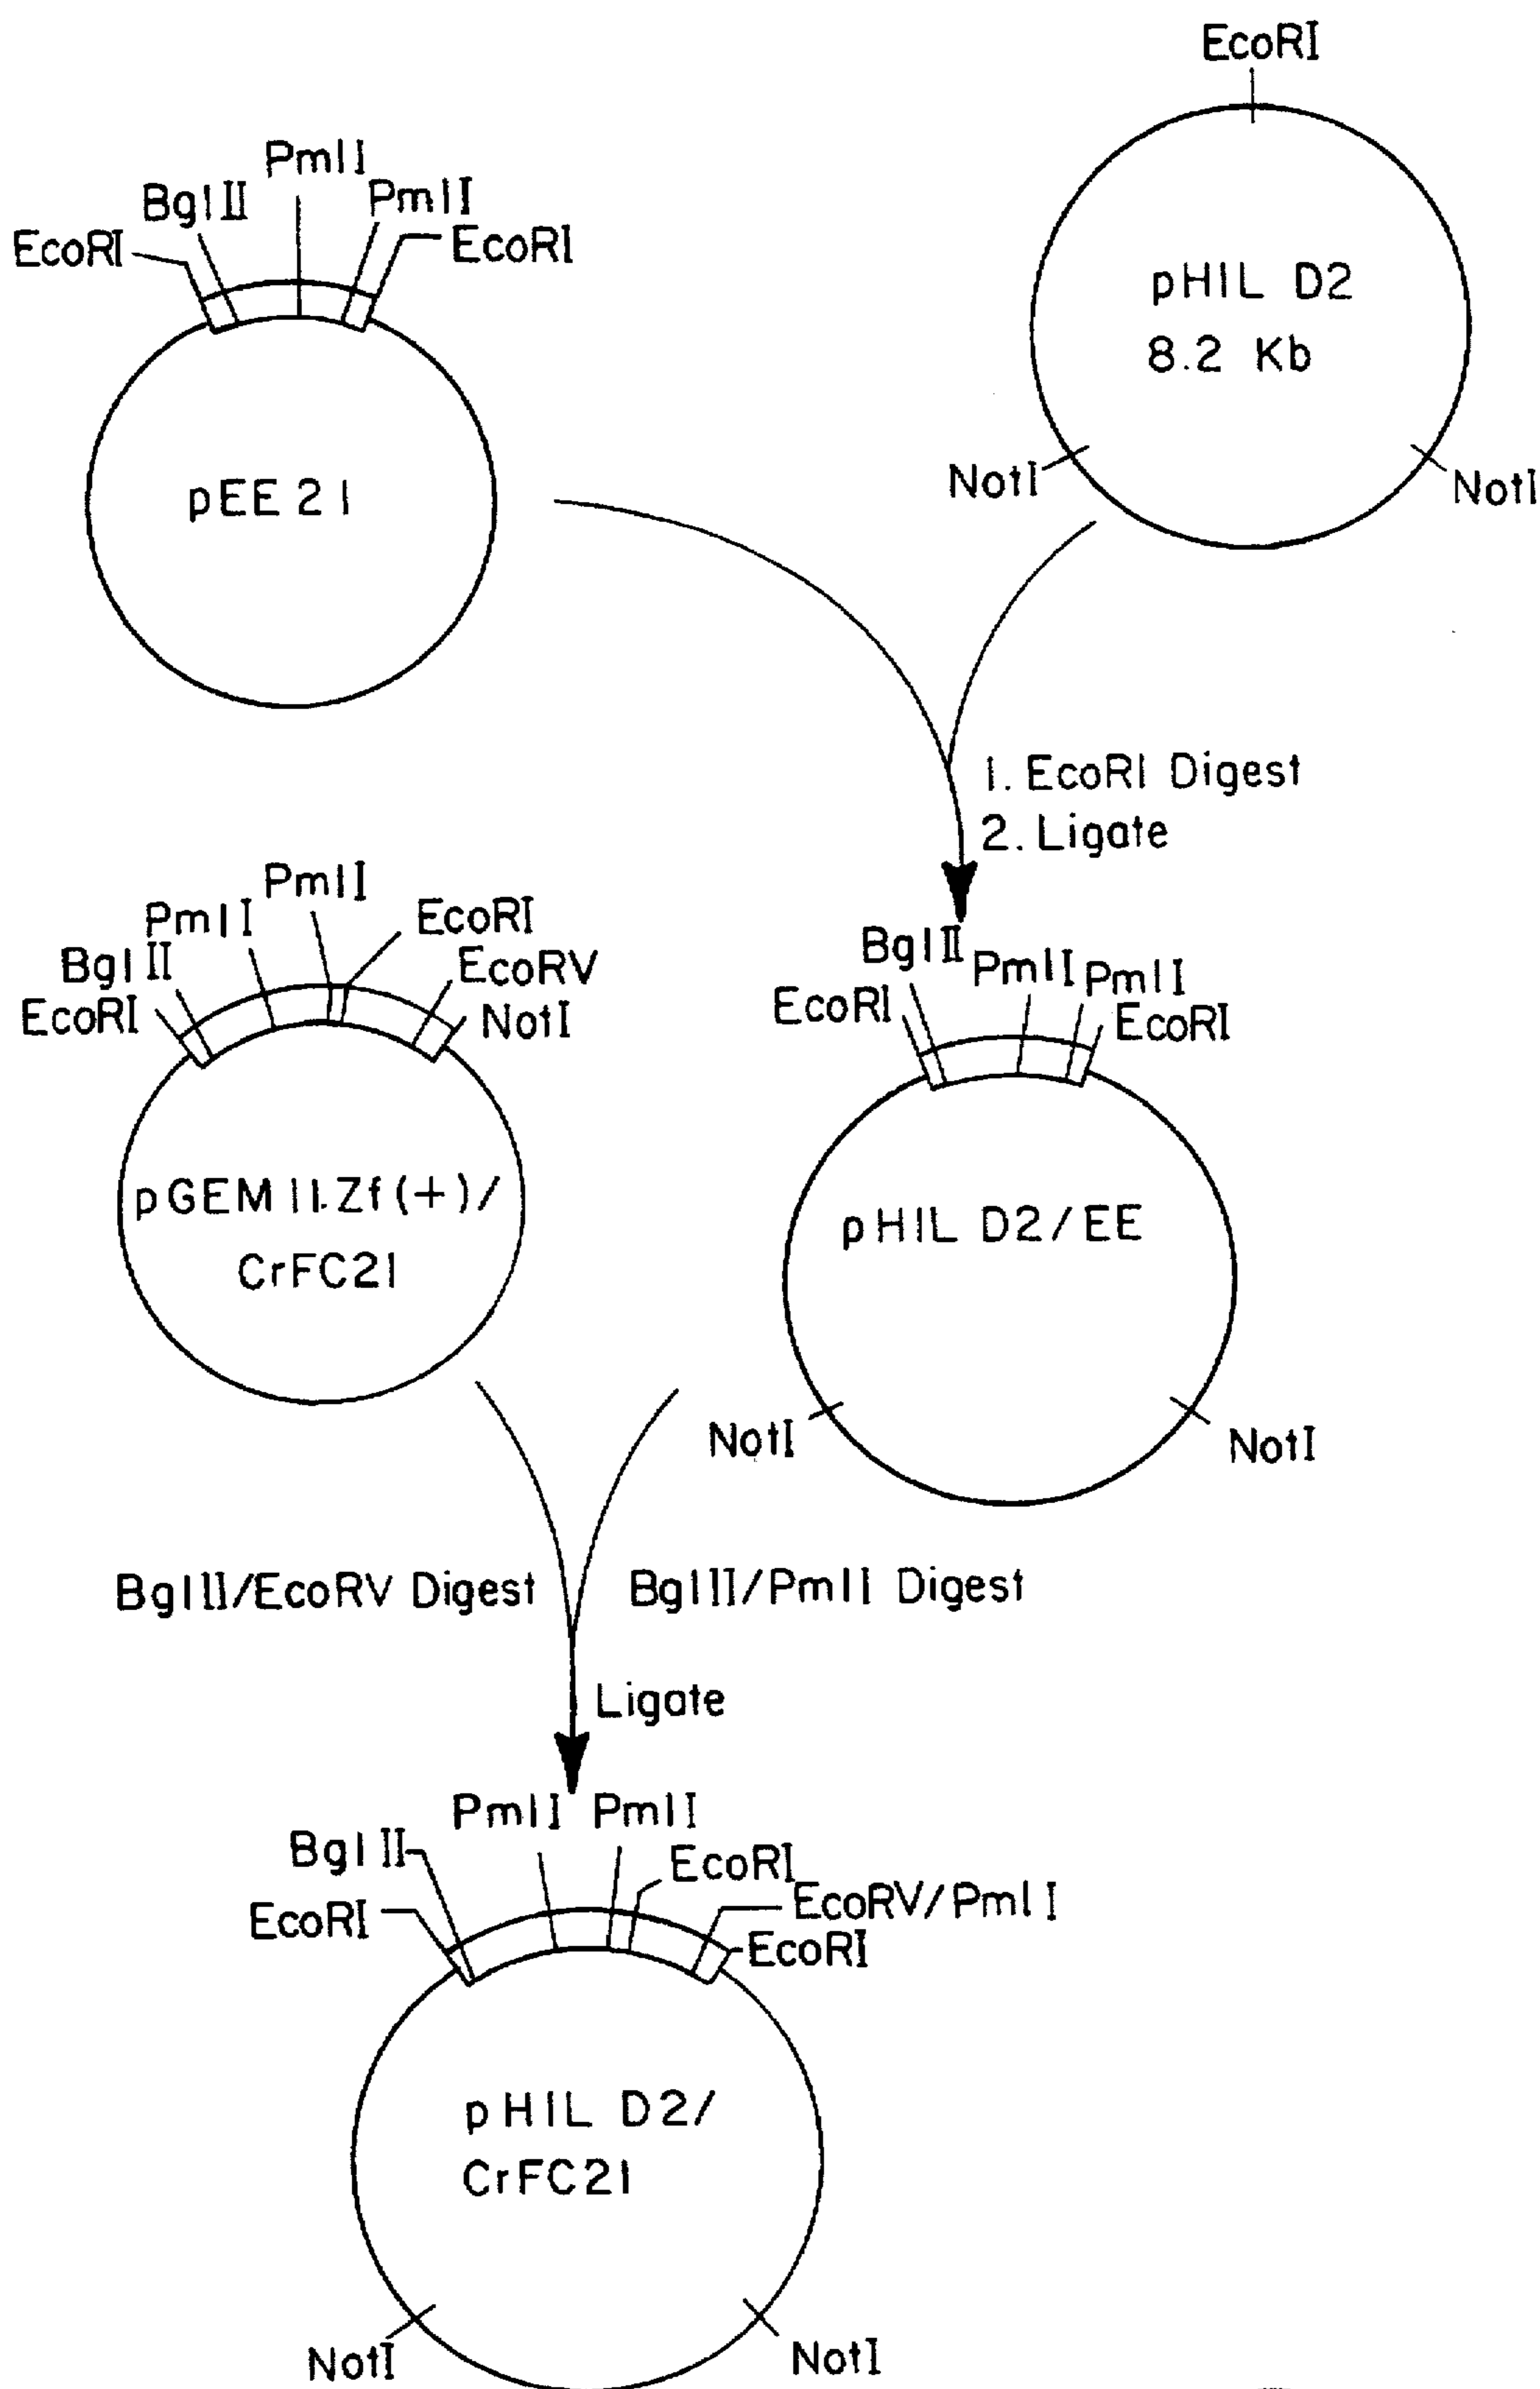 EcoRI
PmlI
BglII
PmlI
EcoRI
EcoRI
pHIL D2
8.2 Kb
pEE21
NotI
NotI
1. EcoRI Digest
2. Ligate
PmlI
PmlI
EcoRI
BglII
EcoRV
EcoRI
NotI
BglII
PmlI
PmlI
EcoRI
EcoRI
pGEM11.Zf(+)/
CrFC21
pHIL D2/EE
NotI
NotI
BglII/EcoRV Digest
BglII/PmlI Digest
Ligate
PmlI
PmlI
BglII
EcoRI
EcoRV/PmlI
EcoRI
EcoRI
pHIL D2/
CrFC21
NotI
NotI